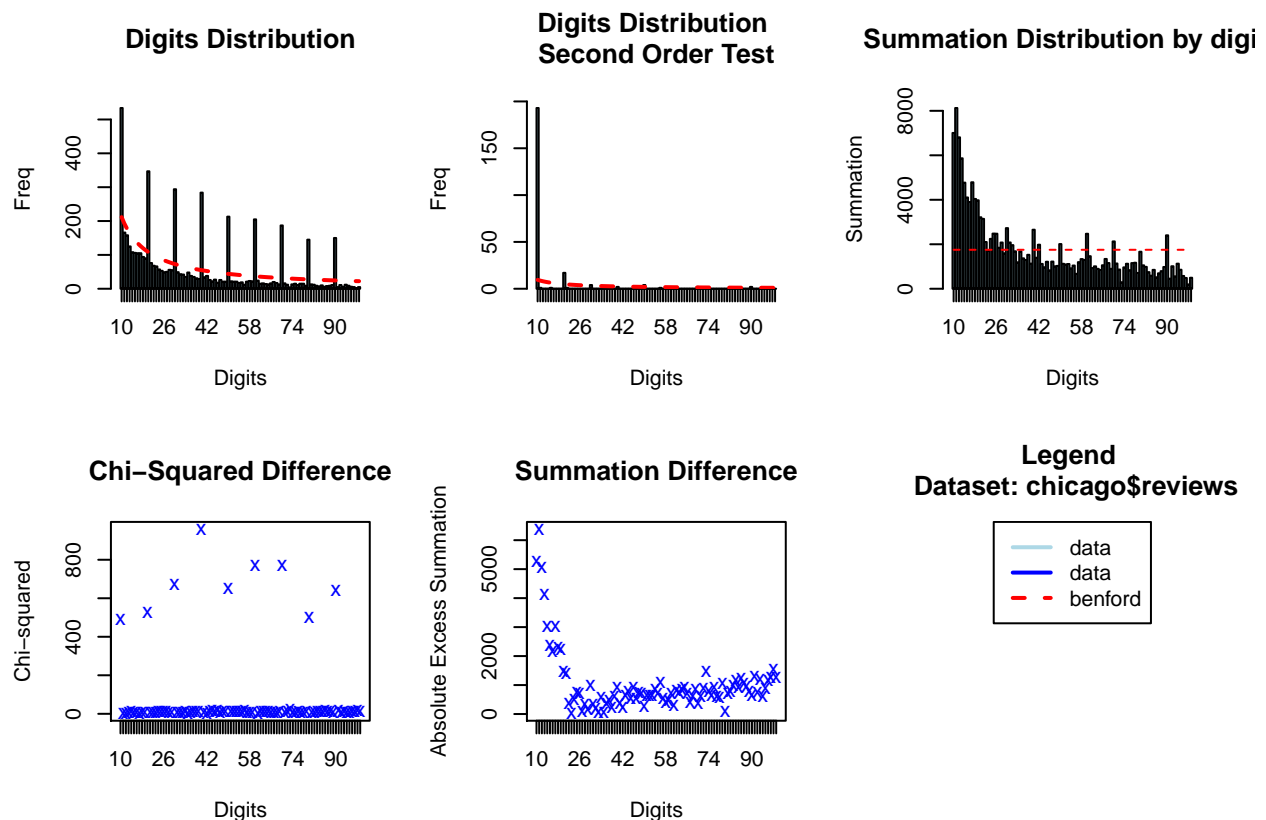 Digits Distribution
Freq
0
200
400
10 26 42 58 74 90
Digits
Digits Distribution
Second Order Test
Freq
0
50
150
10 26 42 58 74 90
Digits
Summation Distribution by digi
Summation
0
4000
8000
10 26 42 58 74 90
Digits
Chi−Squared Difference
Chi−squared
0
400
800
10 26 42 58 74 90
Digits
Summation Difference
Absolute Excess Summation
0
2000
5000
10 26 42 58 74 90
Digits
Legend
Dataset: chicago$reviews
data
data
benford